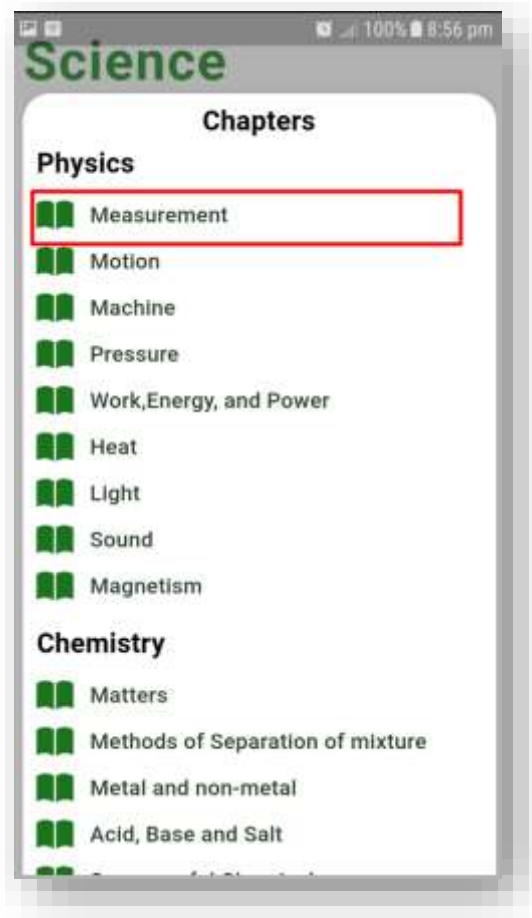 100% 8:56 pm
Science
Chapters
Physics
Measurement
Motion
Machine
Pressure
Work,Energy, and Power
Heat
Light
Sound
Magnetism
Chemistry
Matters
Methods of Separation of mixture
Metal and non-metal
Acid, Base and Salt